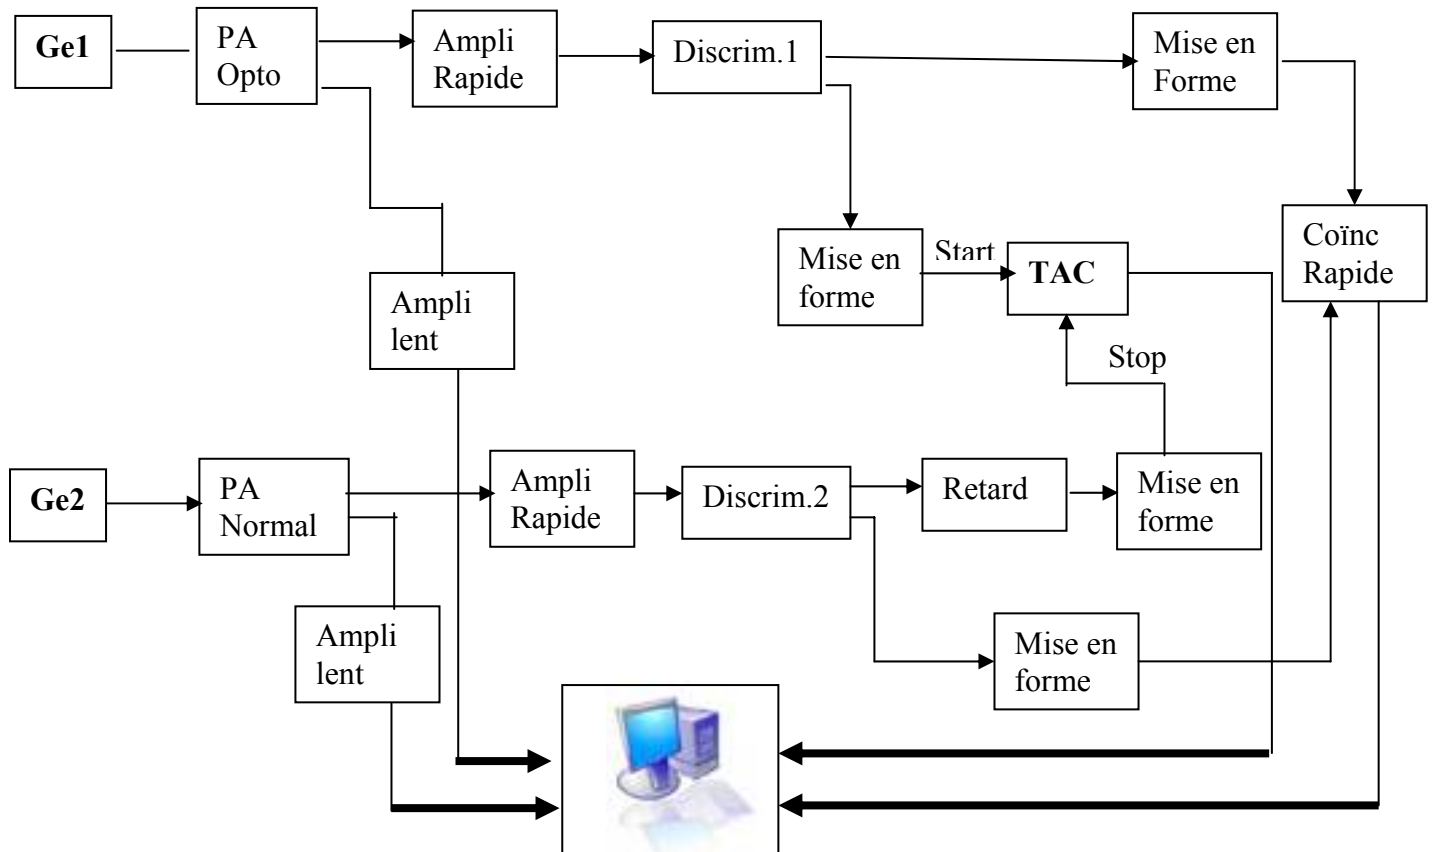 Ge1
PA
Opto
Ampli
Rapide
Discrim.1
Mise en
Forme
Mise en
forme
Start
TAC
Coïnc
Rapide
Ampli
lent
Stop
Ge2
PA
Normal
Ampli
Rapide
Discrim.2
Retard
Mise en
forme
Ampli
lent
Mise en
forme